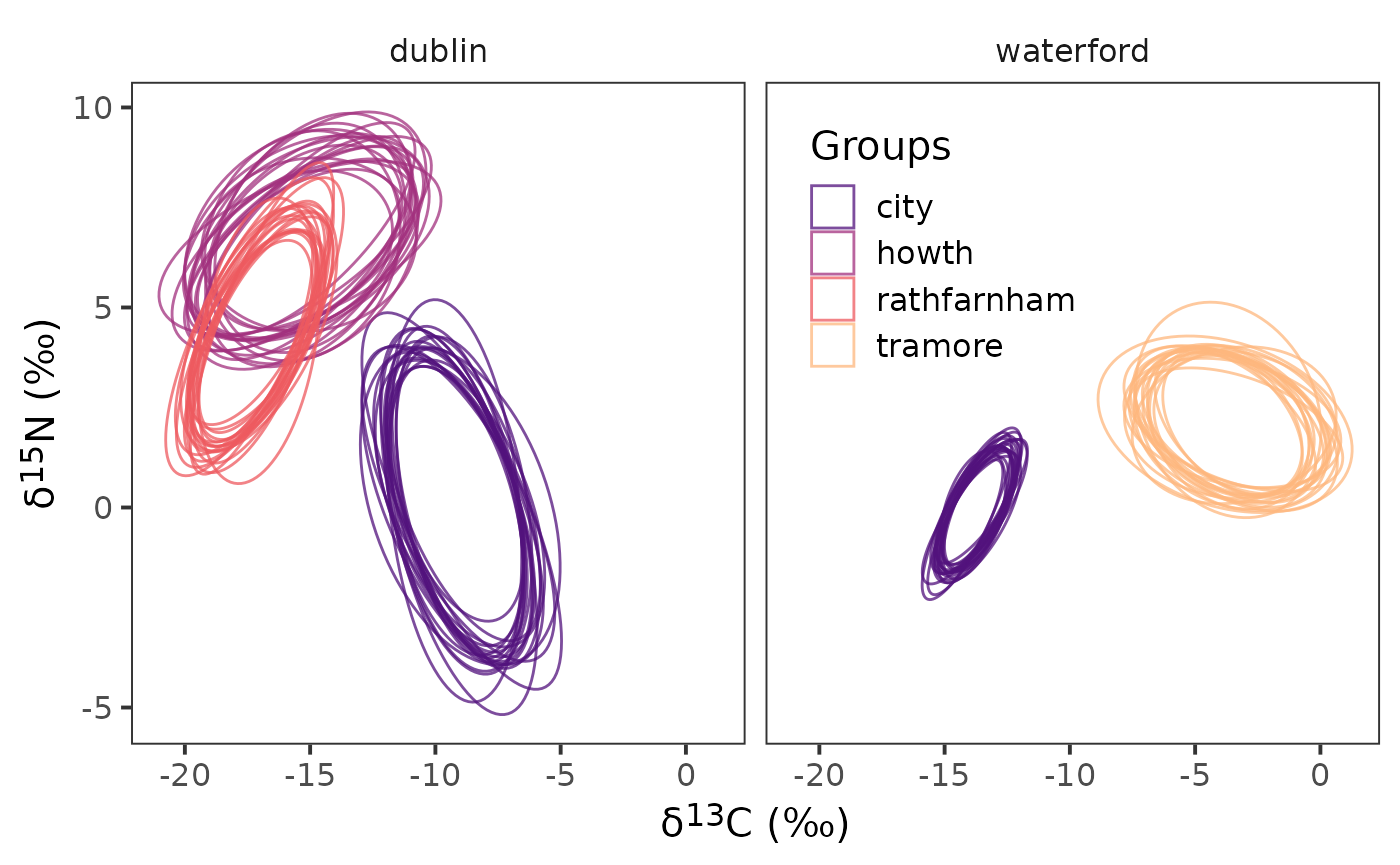 dublin
waterford
10
5
0
-5
δ¹⁵N (‰)
Groups
city
howth
rathfarnham
tramore
-20 -15 -10 -5 0
-20 -15 -10 -5 0
δ¹³C (‰)